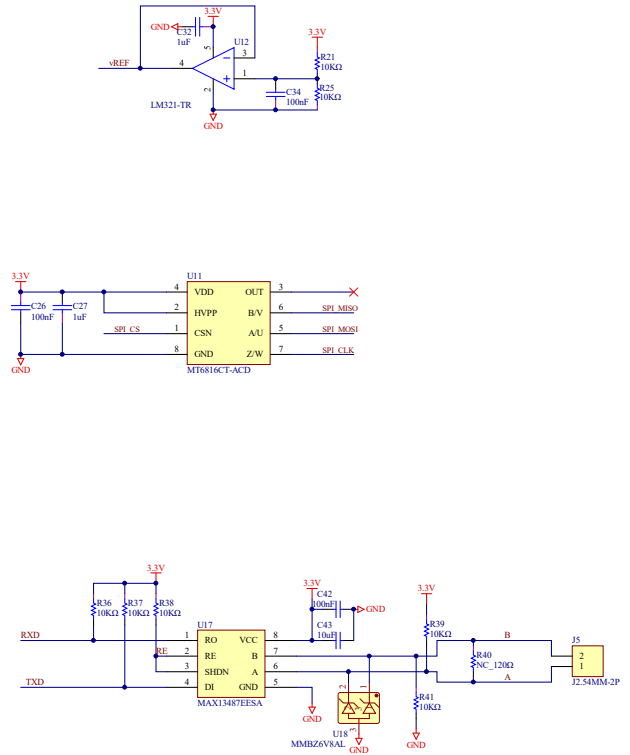 3.3V
GND
C32
1uF
U12
5
3
4
1
2
vREF
LM321-TR
GND
C34
100nF
3.3V
R21
10KΩ
R25
10KΩ
3.3V
C26
100nF
C27
1uF
GND
SPI_CS
U11
4 VDD OUT 3
2 HVPP B/V 6 SPI_MISO
1 CSN A/U 5 SPI_MOSI
8 GND Z/W 7 SPI_CLK
MT6816CT-ACD
3.3V
R36
10KΩ
R37
10KΩ
R38
10KΩ
RXD
RE
TXD
U17
1 RO VCC 8
2 RE B 7
3 SHDN A 6
4 DI GND 5
MAX13487EESA
3.3V
C42
100nF
GND
C43
10uF
GND
2 1
3
U18
MMBZ6V8AL
GND
3.3V
R39
10KΩ
R41
10KΩ
GND
B
R40
NC_120Ω
A
J5
2
1
J2.54MM-2P